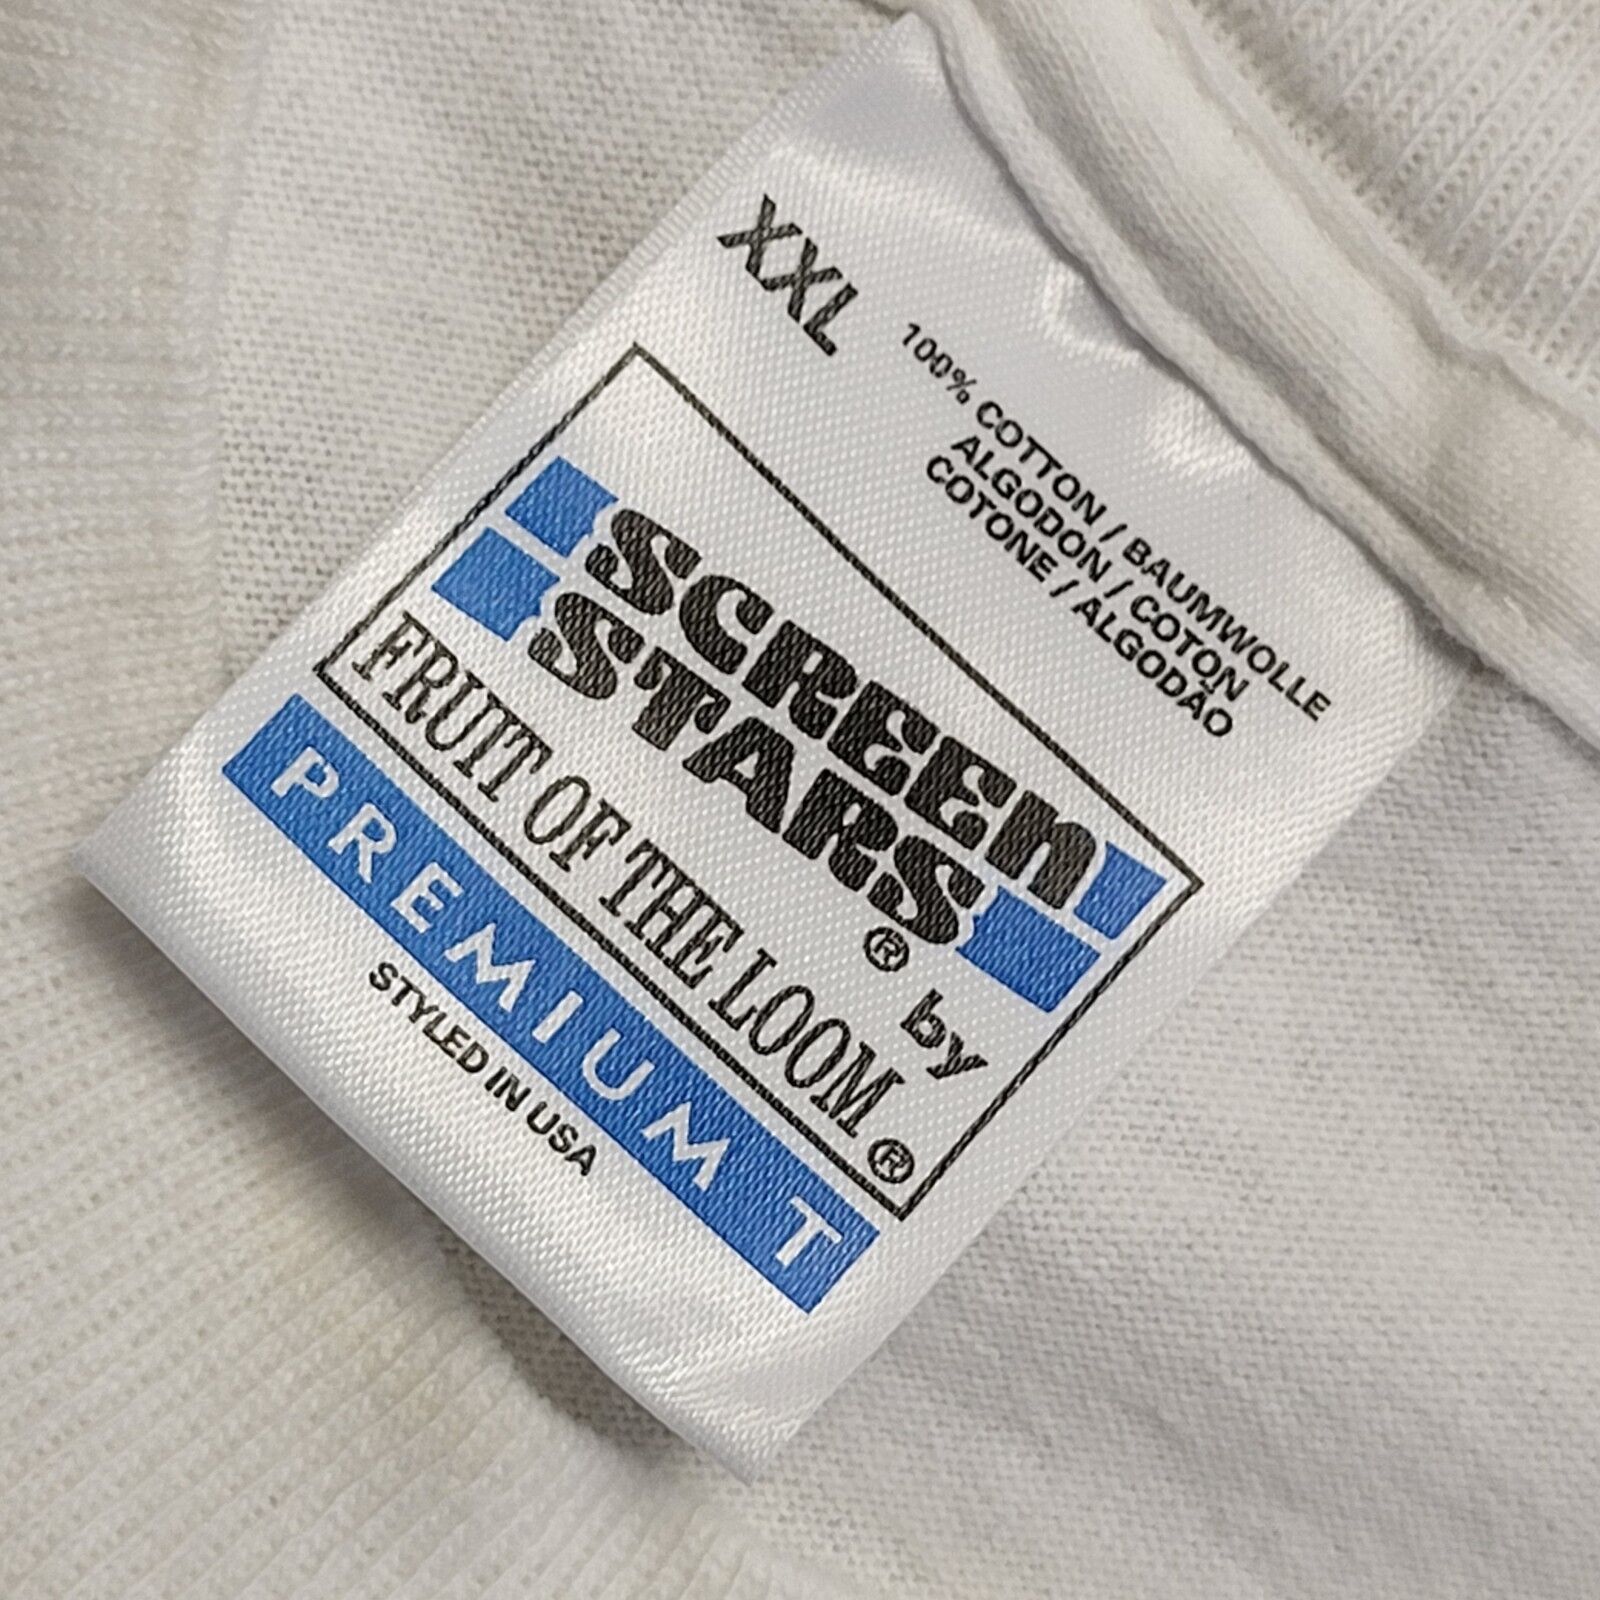 XXL
100% COTTON / BAUMWOLLE
ALGODON / COTON
COTONE / ALGODÃO
SCREEN
STARS® by
FRUIT OF THE LOOM®
PREMIUM T
STYLED IN USA